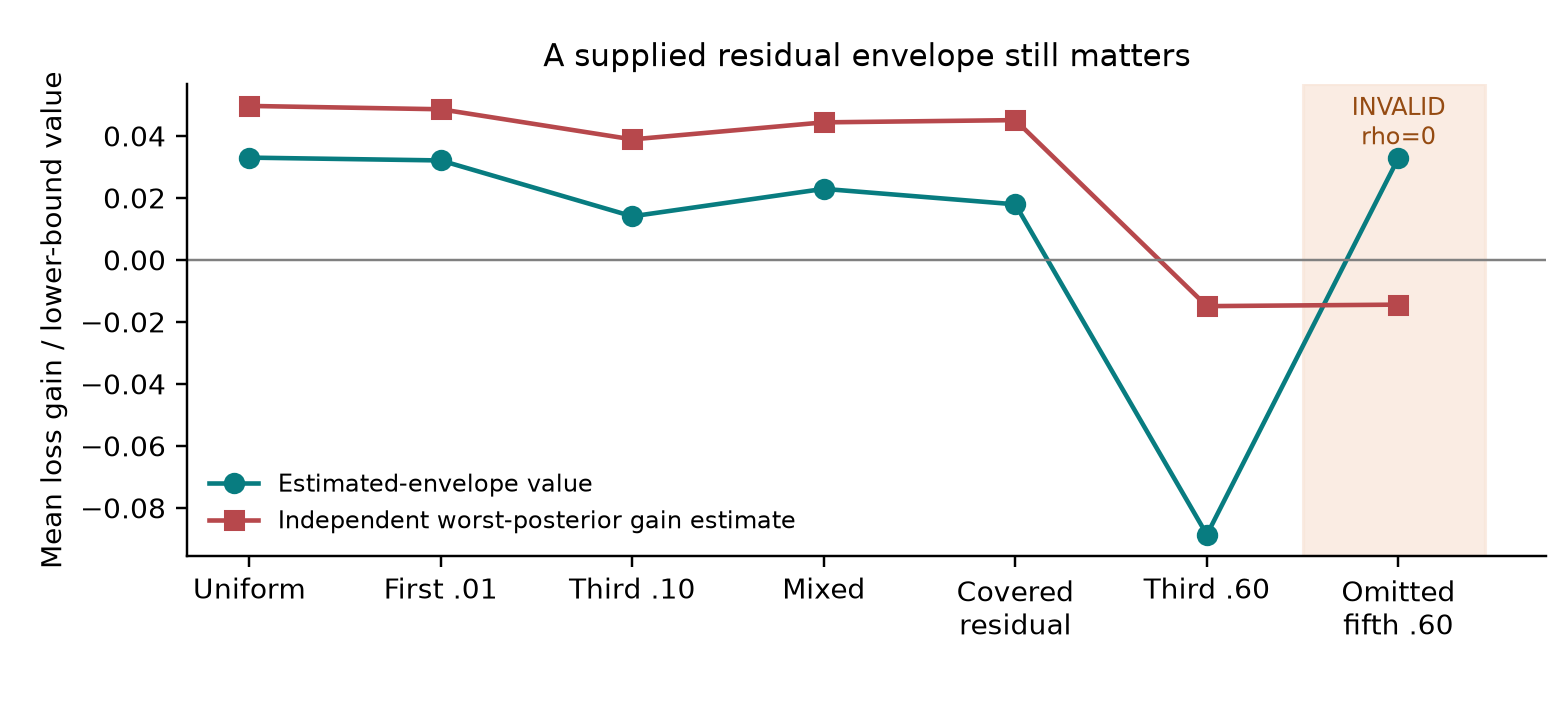 A supplied residual envelope still matters
Mean loss gain / lower-bound value
0.04
0.02
0.00
−0.02
−0.04
−0.06
−0.08
INVALID
rho=0
Estimated-envelope value
Independent worst-posterior gain estimate
Uniform
First .01
Third .10
Mixed
Covered
residual
Third .60
Omitted
fifth .60